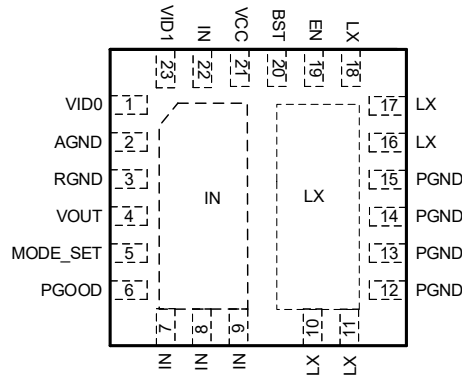 VID1 IN VCC BST EN LX
23 22 21 20 19 18
VID0 1
AGND 2
RGND 3
VOUT 4
MODE_SET 5
PGOOD 6
IN
LX
17 LX
16 LX
15 PGND
14 PGND
13 PGND
12 PGND
7 8 9 10 11
IN IN IN LX LX